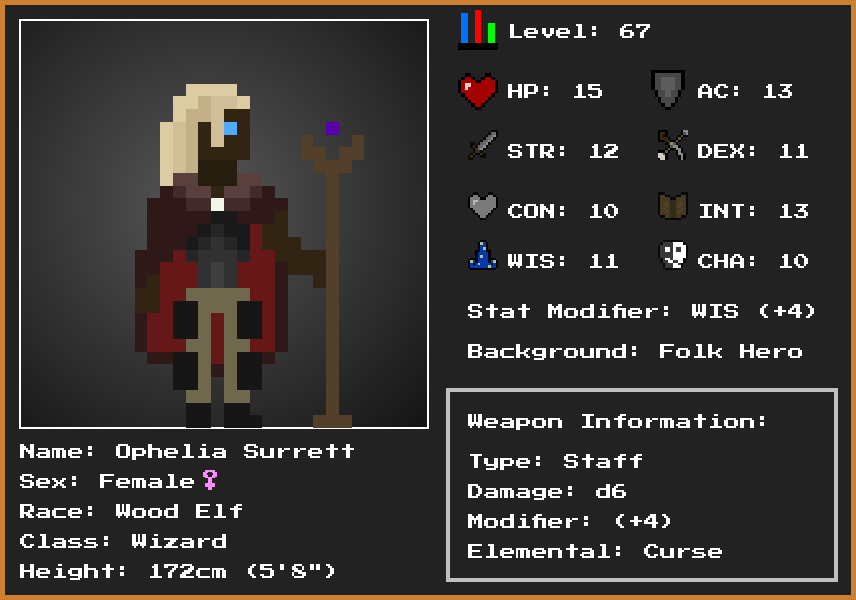 Level: 67
HP: 15 AC: 13
STR: 12 DEX: 11
CON: 10 INT: 13
WIS: 11 CHA: 10
Stat Modifier: WIS (+4)
Background: Folk Hero
Weapon Information:
Type: Staff
Damage: d6
Modifier: (+4)
Elemental: Curse
Name: Ophelia Surrett
Sex: Female♀
Race: Wood Elf
Class: Wizard
Height: 172cm (5'8")